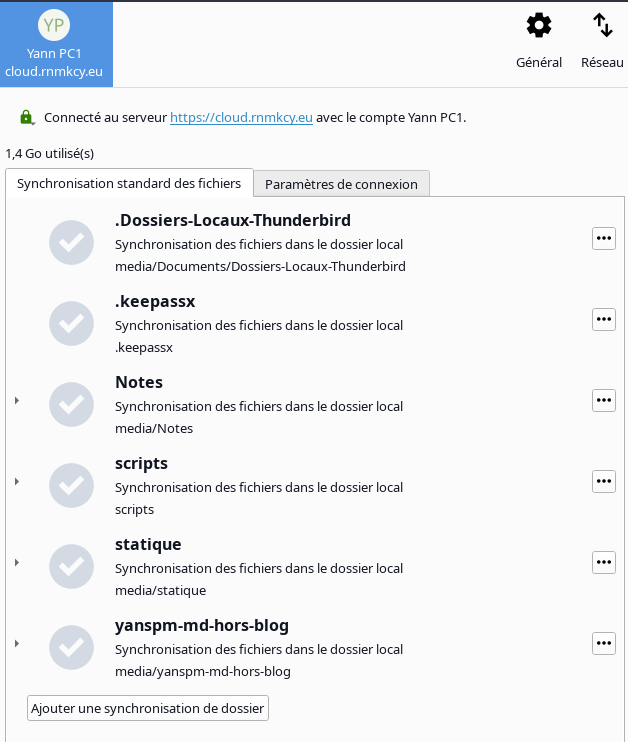 YP
Yann PC1
cloud.rnmkcy.eu
Général
Réseau
Connecté au serveur https://cloud.rnmkcy.eu avec le compte Yann PC1.
1,4 Go utilisé(s)
Synchronisation standard des fichiers
Paramètres de connexion
.Dossiers-Locaux-Thunderbird
Synchronisation des fichiers dans le dossier local
media/Documents/Dossiers-Locaux-Thunderbird
.keepassx
Synchronisation des fichiers dans le dossier local
.keepassx
Notes
Synchronisation des fichiers dans le dossier local
media/Notes
scripts
Synchronisation des fichiers dans le dossier local
scripts
statique
Synchronisation des fichiers dans le dossier local
media/statique
yanspm-md-hors-blog
Synchronisation des fichiers dans le dossier local
media/yanspm-md-hors-blog
Ajouter une synchronisation de dossier